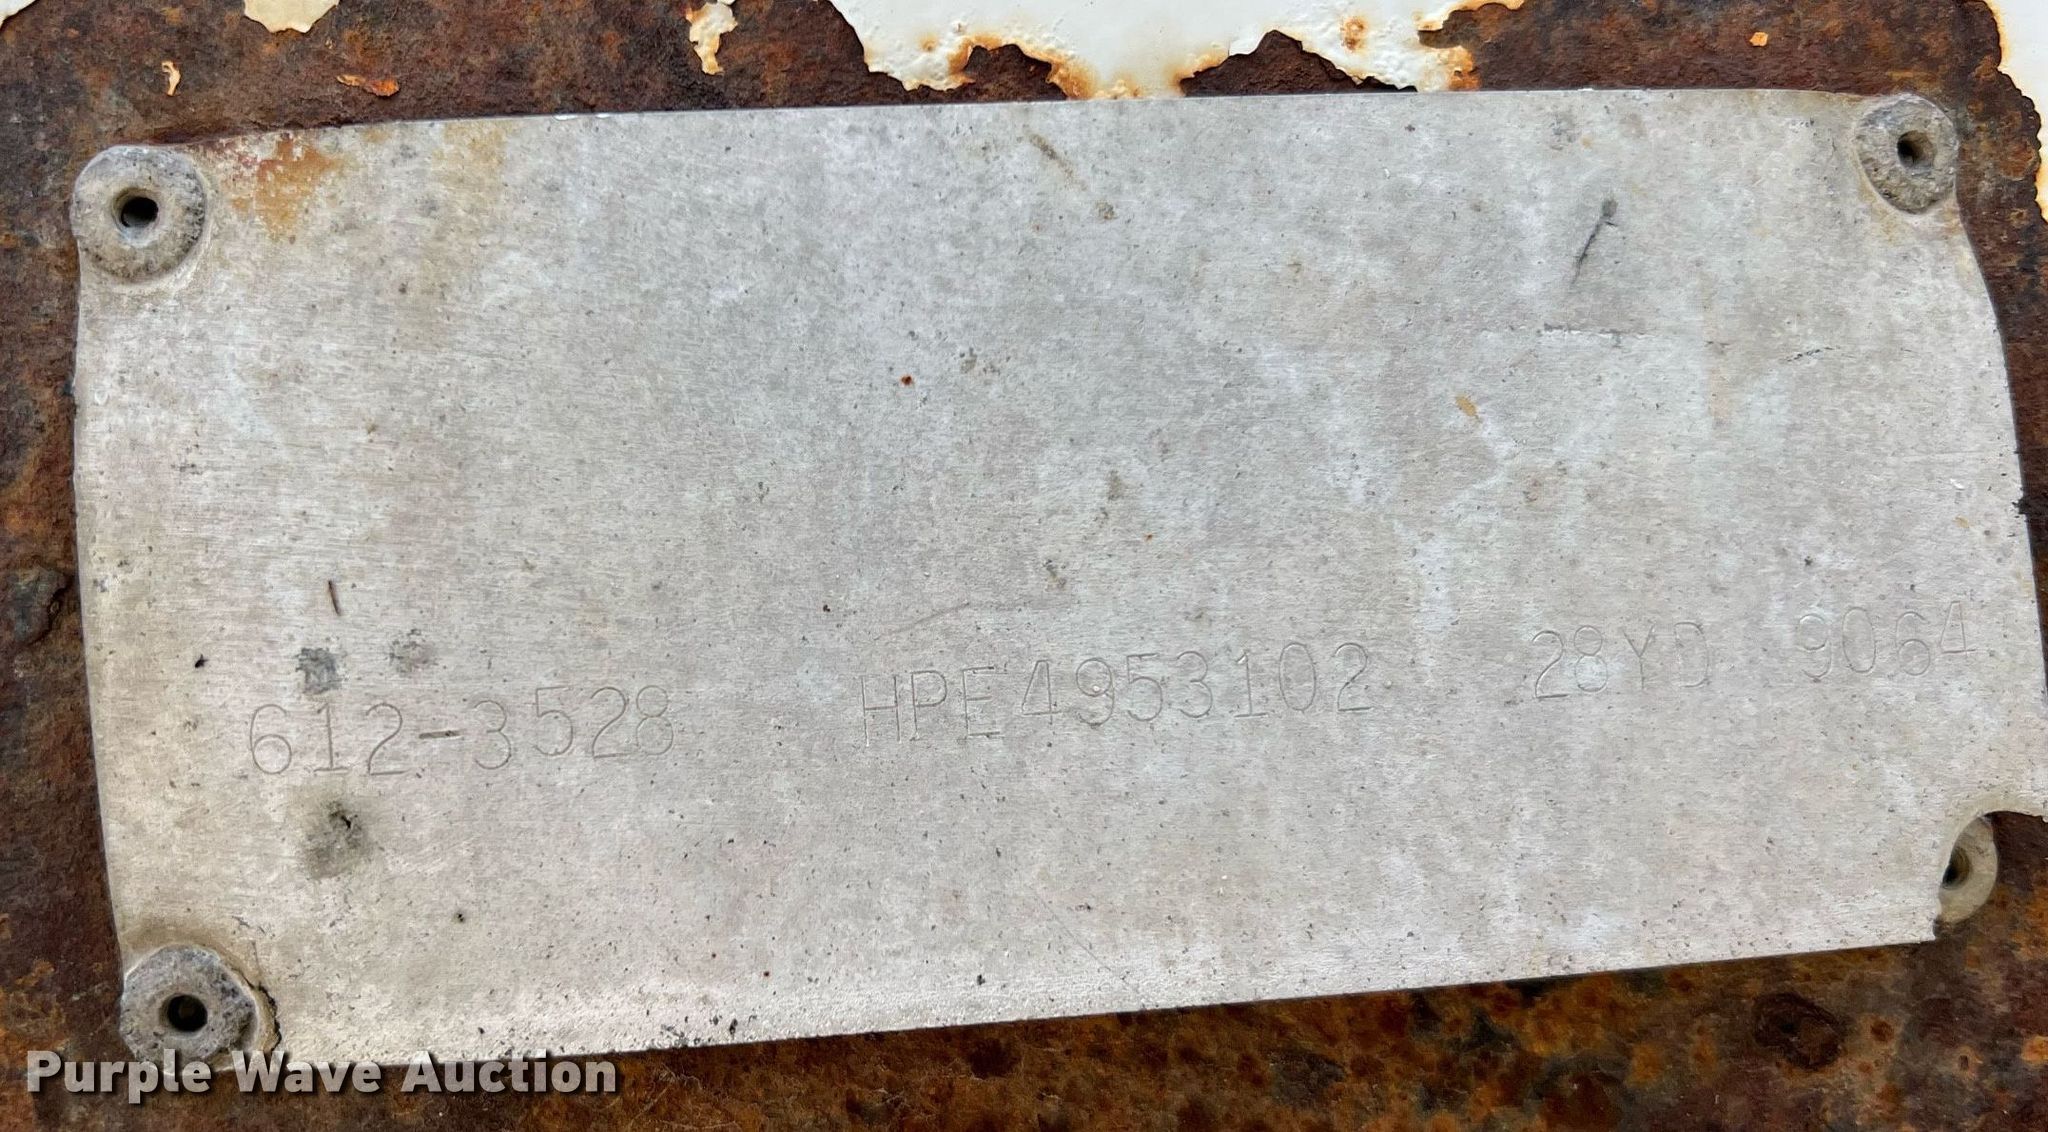 612-3528 HPE4953102 28YD 9064
Purple Wave Auction